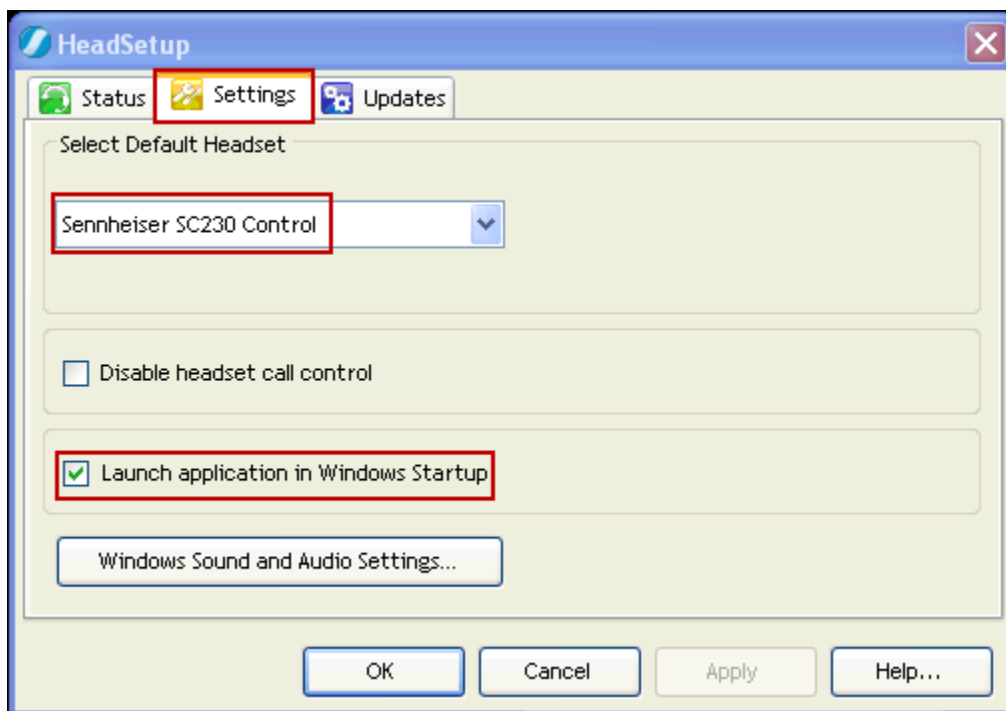 HeadSetup
Status Settings Updates
Select Default Headset
Sennheiser SC230 Control
Disable headset call control
Launch application in Windows Startup
Windows Sound and Audio Settings...
OK Cancel Apply Help...